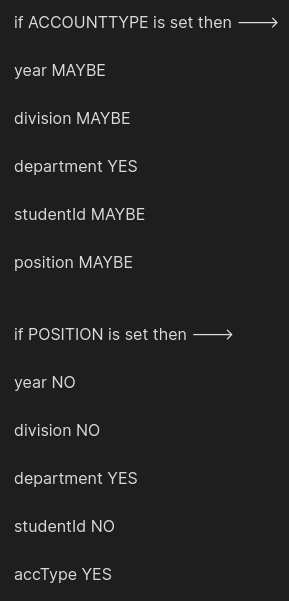 if ACCOUNTTYPE is set then --->
year MAYBE
division MAYBE
department YES
studentId MAYBE
position MAYBE
if POSITION is set then --->
year NO
division NO
department YES
studentId NO
accType YES